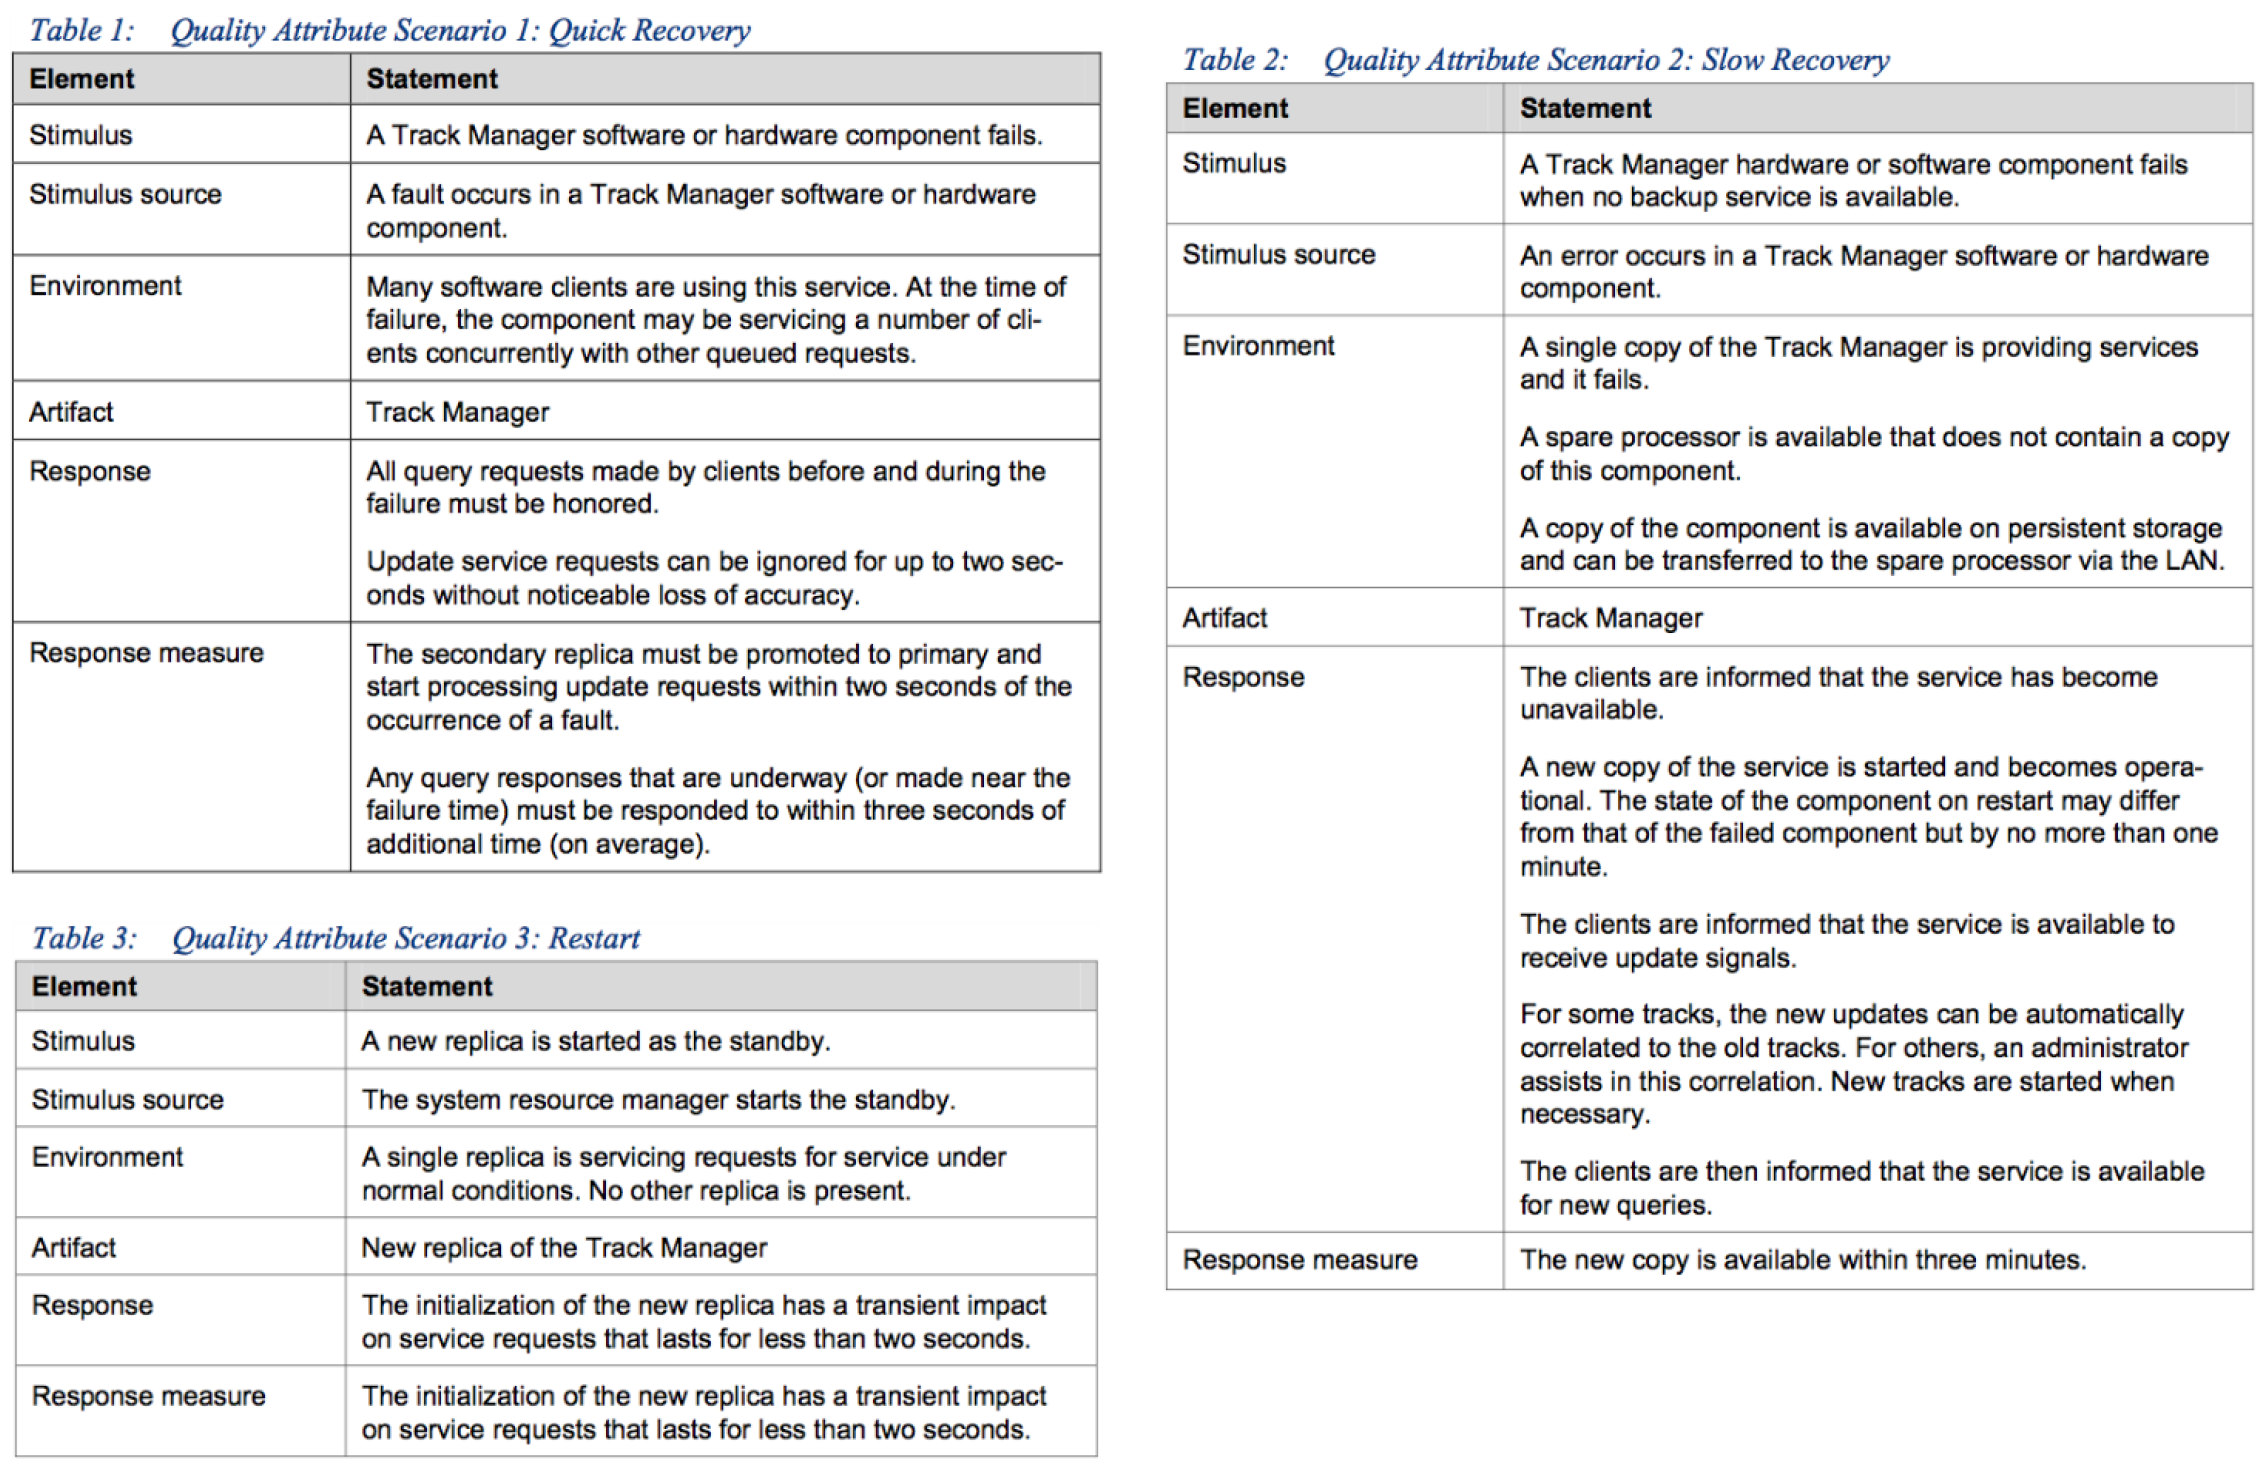 Table 1: Quality Attribute Scenario 1: Quick Recovery
Element Statement
Stimulus A Track Manager software or hardware component fails.
Stimulus source A fault occurs in a Track Manager software or hardware
component.
Environment Many software clients are using this service. At the time of
failure, the component may be servicing a number of cli-
ents concurrently with other queued requests.
Artifact Track Manager
Response All query requests made by clients before and during the
failure must be honored.
Update service requests can be ignored for up to two sec-
onds without noticeable loss of accuracy.
Response measure The secondary replica must be promoted to primary and
start processing update requests within two seconds of the
occurrence of a fault.
Any query responses that are underway (or made near the
failure time) must be responded to within three seconds of
additional time (on average).
Table 3: Quality Attribute Scenario 3: Restart
Element Statement
Stimulus A new replica is started as the standby.
Stimulus source The system resource manager starts the standby.
Environment A single replica is servicing requests for service under
normal conditions. No other replica is present.
Artifact New replica of the Track Manager
Response The initialization of the new replica has a transient impact
on service requests that lasts for less than two seconds.
Response measure The initialization of the new replica has a transient impact
on service requests that lasts for less than two seconds.
Table 2: Quality Attribute Scenario 2: Slow Recovery
Element Statement
Stimulus A Track Manager hardware or software component fails
when no backup service is available.
Stimulus source An error occurs in a Track Manager software or hardware
component.
Environment A single copy of the Track Manager is providing services
and it fails.
A spare processor is available that does not contain a copy
of this component.
A copy of the component is available on persistent storage
and can be transferred to the spare processor via the LAN.
Artifact Track Manager
Response The clients are informed that the service has become
unavailable.
A new copy of the service is started and becomes opera-
tional. The state of the component on restart may differ
from that of the failed component but by no more than one
minute.
The clients are informed that the service is available to
receive update signals.
For some tracks, the new updates can be automatically
correlated to the old tracks. For others, an administrator
assists in this correlation. New tracks are started when
necessary.
The clients are then informed that the service is available
for new queries.
Response measure The new copy is available within three minutes.